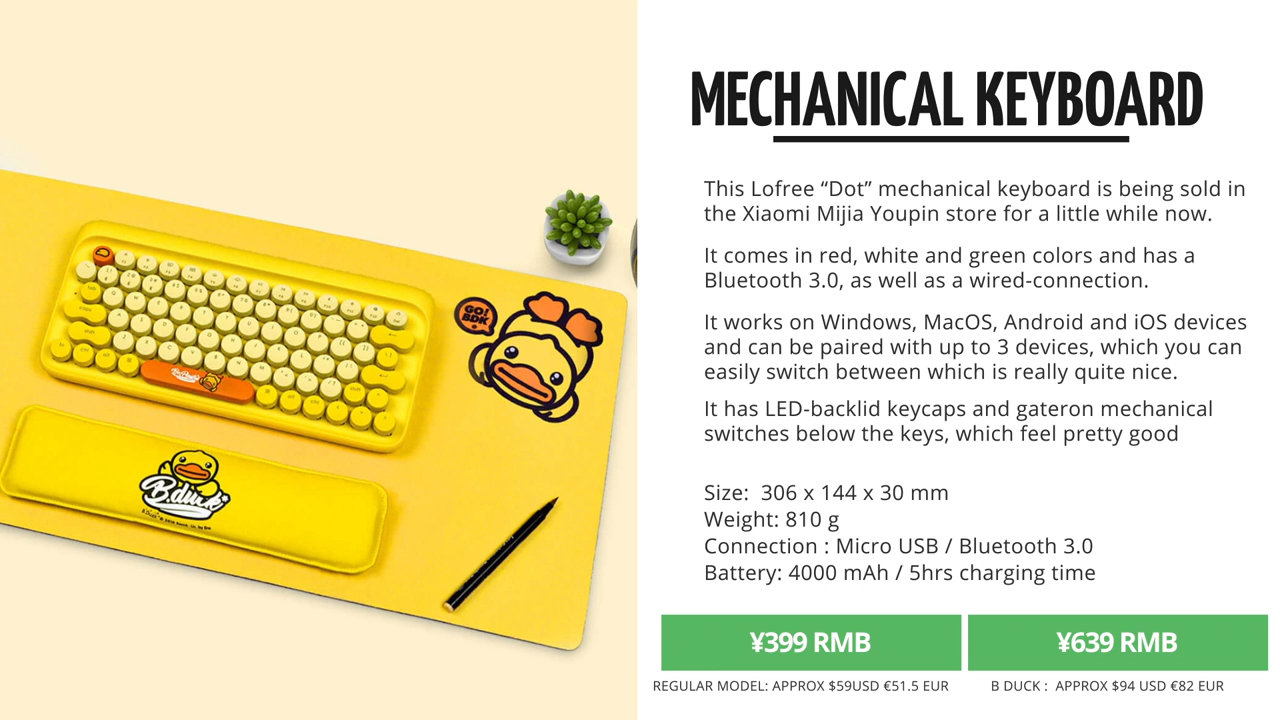 MECHANICAL KEYBOARD
This Lofree “Dot” mechanical keyboard is being sold in
the Xiaomi Mijia Youpin store for a little while now.
It comes in red, white and green colors and has a
Bluetooth 3.0, as well as a wired-connection.
It works on Windows, MacOS, Android and iOS devices
and can be paired with up to 3 devices, which you can
easily switch between which is really quite nice.
It has LED-backlid keycaps and gateron mechanical
switches below the keys, which feel pretty good
Size:  306 x 144 x 30 mm
Weight: 810 g
Connection : Micro USB / Bluetooth 3.0
Battery: 4000 mAh / 5hrs charging time
¥399 RMB
¥639 RMB
REGULAR MODEL: APPROX $59USD €51.5 EUR
B DUCK :  APPROX $94 USD €82 EUR
GO!
BDK
B.duck